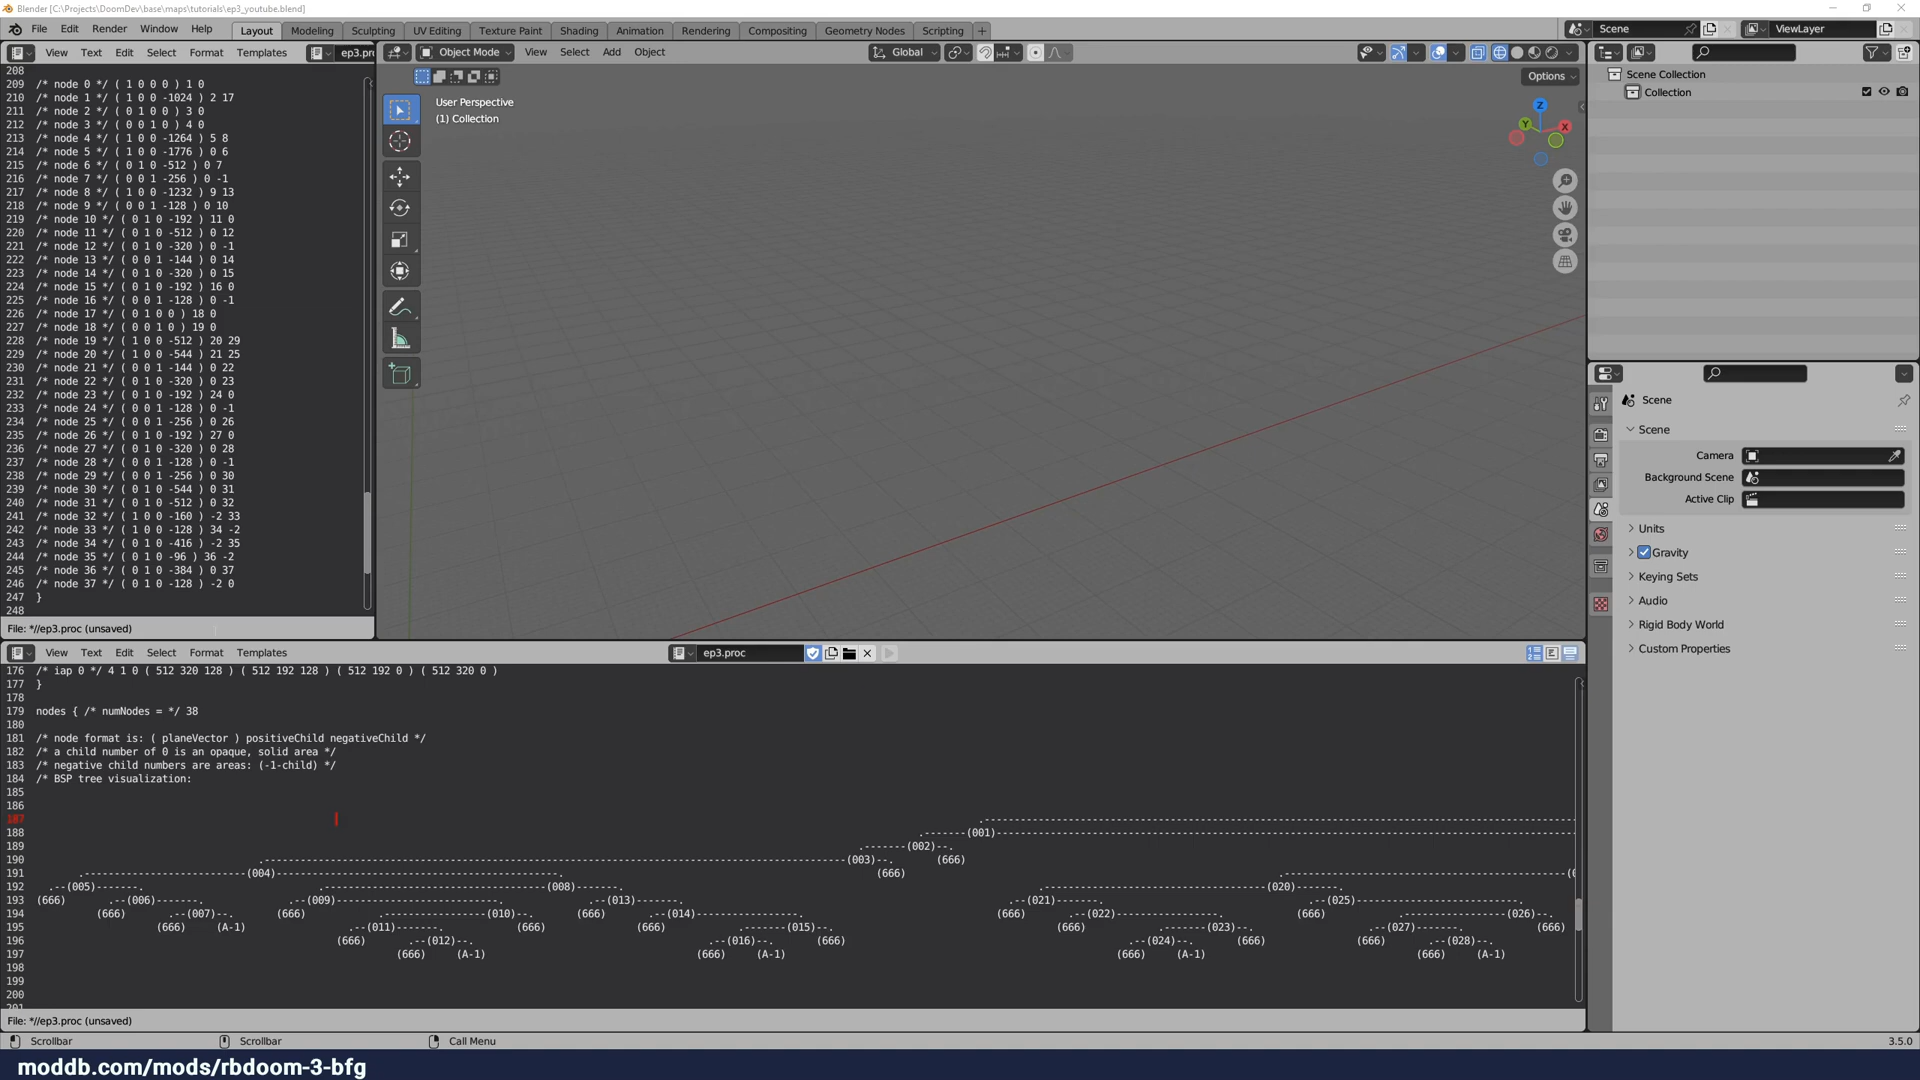 Blender [C:\Projects\DoomDev\base\maps\tutorials\ep3_youtube.blend]
File Edit Render Window Help Layout Modeling Sculpting UV Editing Texture Paint Shading Animation Rendering Compositing Geometry Nodes Scripting + Scene ViewLayer
View Text Edit Select Format Templates ep3.pro
208
209 /* node 0 */ ( 1 0 0 0 ) 1 0
210 /* node 1 */ ( 1 0 0 -1024 ) 2 17
211 /* node 2 */ ( 0 1 0 0 ) 3 0
212 /* node 3 */ ( 0 0 1 0 ) 4 0
213 /* node 4 */ ( 1 0 0 -1264 ) 5 8
214 /* node 5 */ ( 1 0 0 -1776 ) 0 6
215 /* node 6 */ ( 0 1 0 -512 ) 0 7
216 /* node 7 */ ( 0 0 1 -256 ) 0 -1
217 /* node 8 */ ( 1 0 0 -1232 ) 9 13
218 /* node 9 */ ( 0 0 1 -128 ) 0 10
219 /* node 10 */ ( 0 1 0 -192 ) 11 0
220 /* node 11 */ ( 0 1 0 -512 ) 0 12
221 /* node 12 */ ( 0 1 0 -320 ) 0 -1
222 /* node 13 */ ( 0 0 1 -144 ) 0 14
223 /* node 14 */ ( 0 1 0 -320 ) 0 15
224 /* node 15 */ ( 0 1 0 -192 ) 16 0
225 /* node 16 */ ( 0 0 1 -128 ) 0 -1
226 /* node 17 */ ( 0 1 0 0 ) 18 0
227 /* node 18 */ ( 0 0 1 0 ) 19 0
228 /* node 19 */ ( 1 0 0 -512 ) 20 29
229 /* node 20 */ ( 1 0 0 -544 ) 21 25
230 /* node 21 */ ( 0 0 1 -144 ) 0 22
231 /* node 22 */ ( 0 1 0 -320 ) 0 23
232 /* node 23 */ ( 0 1 0 -192 ) 24 0
233 /* node 24 */ ( 0 0 1 -128 ) 0 -1
234 /* node 25 */ ( 0 0 1 -256 ) 0 26
235 /* node 26 */ ( 0 1 0 -192 ) 27 0
236 /* node 27 */ ( 0 1 0 -320 ) 0 28
237 /* node 28 */ ( 0 0 1 -128 ) 0 -1
238 /* node 29 */ ( 0 0 1 -256 ) 0 30
239 /* node 30 */ ( 0 1 0 -544 ) 0 31
240 /* node 31 */ ( 0 1 0 -512 ) 0 32
241 /* node 32 */ ( 1 0 0 -160 ) -2 33
242 /* node 33 */ ( 1 0 0 -128 ) 34 -2
243 /* node 34 */ ( 0 1 0 -416 ) -2 35
244 /* node 35 */ ( 0 1 0 -96 ) 36 -2
245 /* node 36 */ ( 0 1 0 -384 ) 0 37
246 /* node 37 */ ( 0 1 0 -128 ) -2 0
247 }
248
File: *//ep3.proc (unsaved)
Object Mode View Select Add Object Global
Options
User Perspective
(1) Collection
Z
Y
X
Scene Collection
Collection
Scene
Scene
Camera
Background Scene
Active Clip
Units
Gravity
Keying Sets
Audio
Rigid Body World
Custom Properties
View Text Edit Select Format Templates ep3.proc
176 /* iap 0 */ 4 1 0 ( 512 320 128 ) ( 512 192 128 ) ( 512 192 0 ) ( 512 320 0 )
177 }
178
179 nodes { /* numNodes = */ 38
180
181 /* node format is: ( planeVector ) positiveChild negativeChild */
182 /* a child number of 0 is an opaque, solid area */
183 /* negative child numbers are areas: (-1-child) */
184 /* BSP tree visualization:
185
186
187 .--------------------------------------------------------------------------------
188 .------(001)--------------------------------------------------------------------------------
189 .------(002)--. (666)
190 .------------------------------------------------------------------------------(003)--. (666)
191 .----------------------(004)---------------------------------------. (666) .--------------------------------------(0
192 .--(005)-------. .------------------------------(008)------. .------------------------------(020)------.
193 (666) .--(006)------. .--(009)----------------------. .--(013)------. .--(021)------. .--(025)----------------------.
194 (666) .--(007)--. (666) .--------------(010)--. (666) .--(014)--------------. (666) .--(022)--------------. (666) .--------------(026)--.
195 (666) (A-1) .--(011)------. (666) (666) .------(015)--. (666) .------(023)--. .--(027)------. (666)
196 (666) .--(012)--. .--(016)--. (666) .--(024)--. (666) (666) .--(028)--.
197 (666) (A-1) (666) (A-1) (666) (A-1) (666) (A-1)
198
199
200
201
File: *//ep3.proc (unsaved)
Scrollbar Scrollbar Call Menu 3.5.0
moddb.com/mods/rbdoom-3-bfg